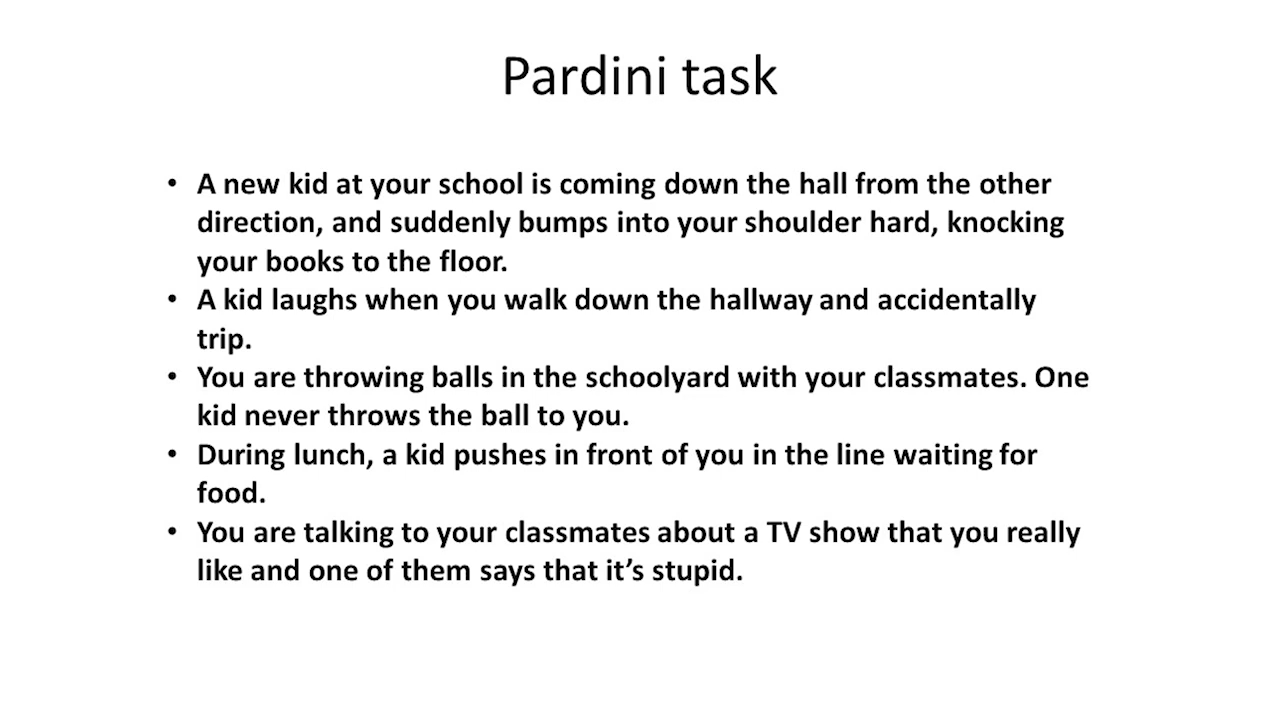 Pardini task
• A new kid at your school is coming down the hall from the other
direction, and suddenly bumps into your shoulder hard, knocking
your books to the floor.
• A kid laughs when you walk down the hallway and accidentally
trip.
• You are throwing balls in the schoolyard with your classmates. One
kid never throws the ball to you.
• During lunch, a kid pushes in front of you in the line waiting for
food.
• You are talking to your classmates about a TV show that you really
like and one of them says that it’s stupid.